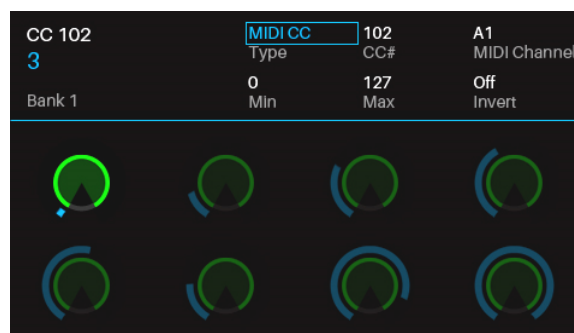 CC 102
3
Bank 1
MIDI CC 102 A1
Type CC# MIDI Channel
0 127 Off
Min Max Invert